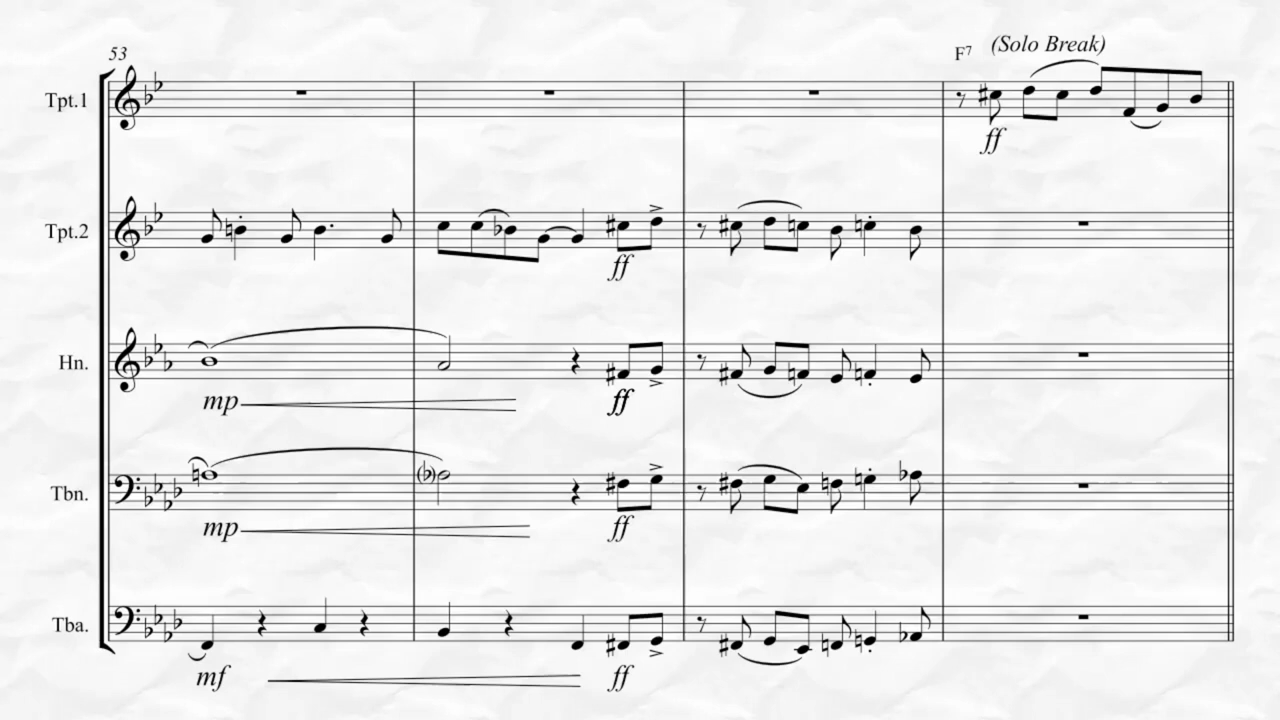 53
F7 (Solo Break)
Tpt.1
ff
Tpt.2
ff
Hn.
mp ff
Tbn.
mp ff
Tba.
mf ff